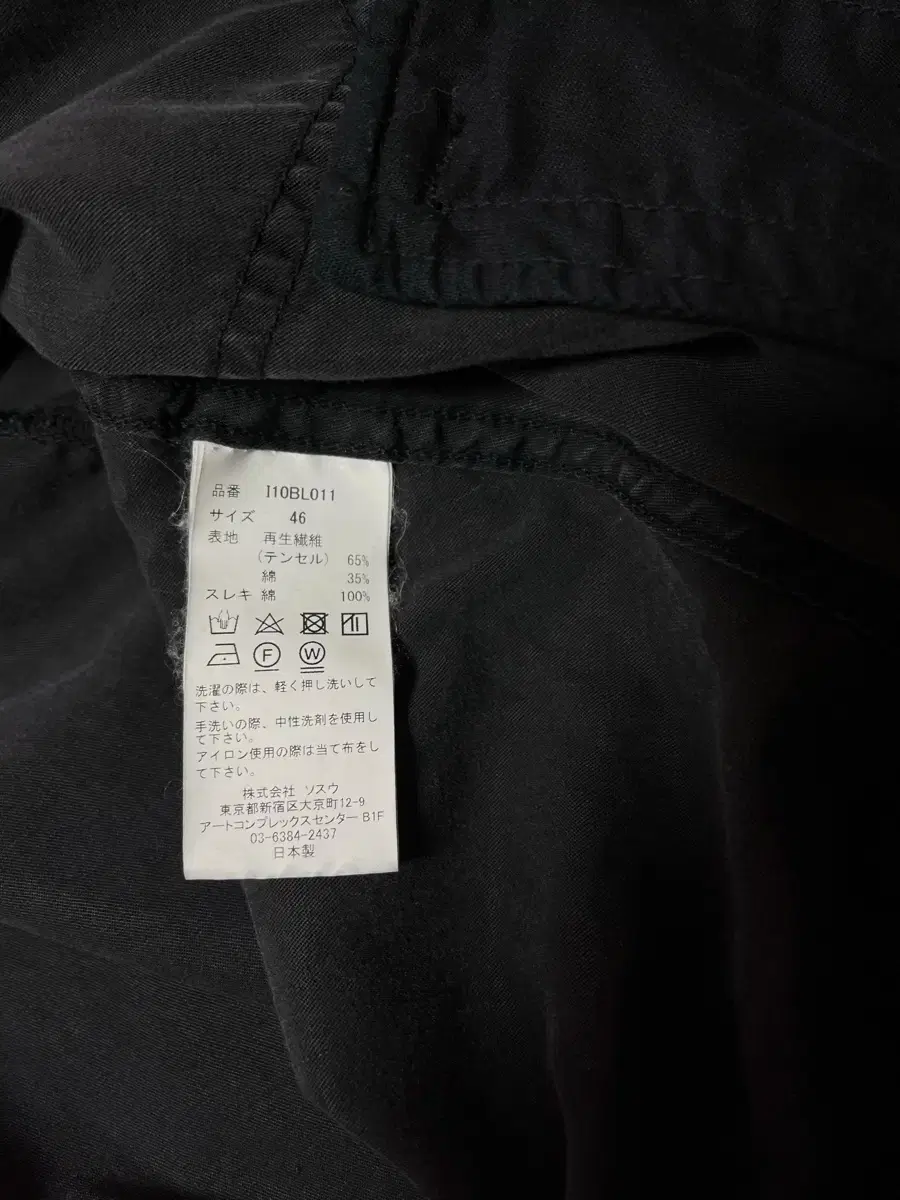 品番 I10BL011
サイズ 46
表地 再生繊維
(テンセル) 65%
綿 35%
スレキ 綿 100%
F W
洗濯の際は、軽く押し洗いして
下さい。
手洗いの際、中性洗剤を使用し
て下さい。
アイロン使用の際は当て布をし
て下さい。
株式会社 ソスウ
東京都新宿区大京町12-9
アートコンプレックスセンター B1F
03-6384-2437
日本製